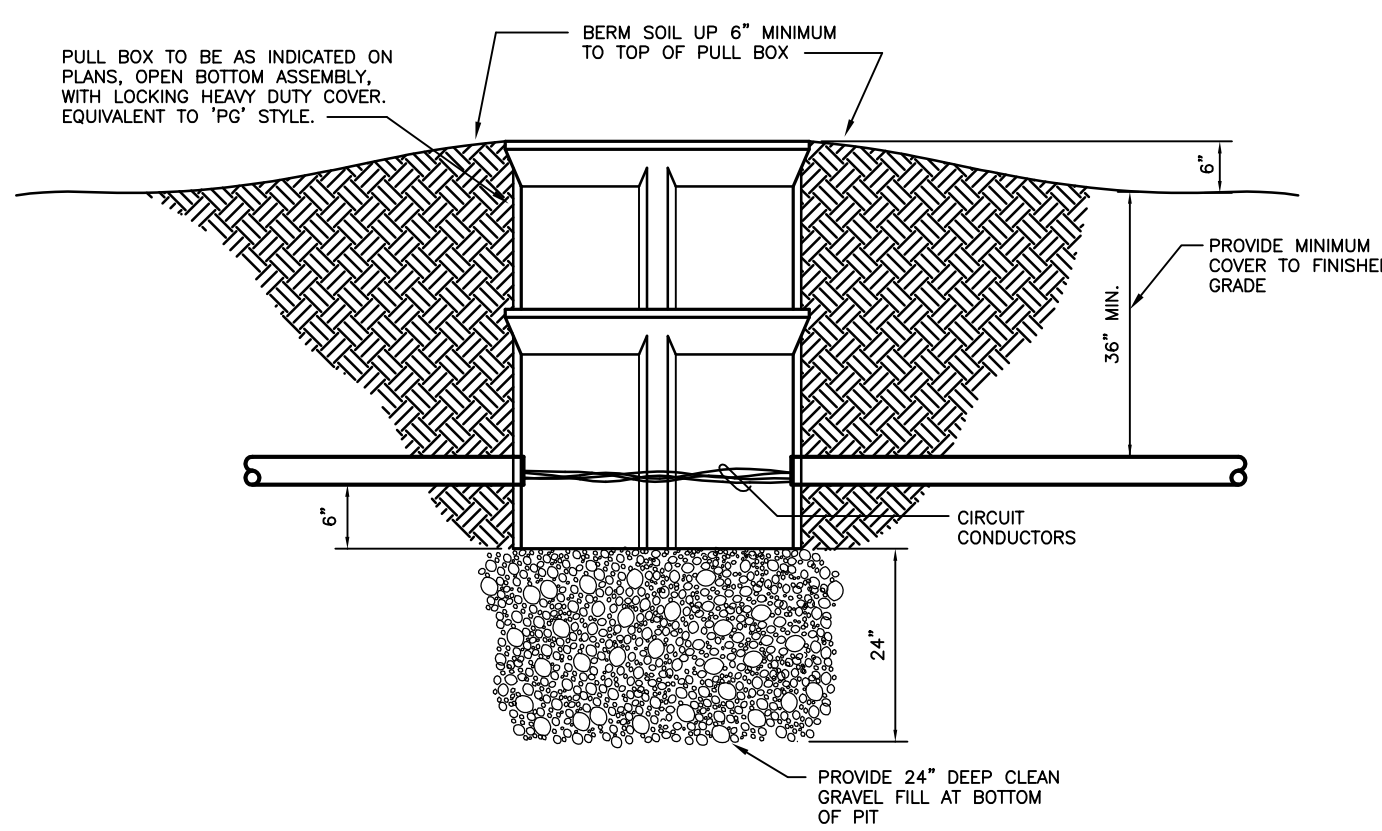 BERM SOIL UP 6" MINIMUM
TO TOP OF PULL BOX
PULL BOX TO BE AS INDICATED ON
PLANS, OPEN BOTTOM ASSEMBLY,
WITH LOCKING HEAVY DUTY COVER.
EQUIVALENT TO 'PG' STYLE.
6"
PROVIDE MINIMUM
COVER TO FINISHE
GRADE
36" MIN.
6"
CIRCUIT
CONDUCTORS
24"
PROVIDE 24" DEEP CLEAN
GRAVEL FILL AT BOTTOM
OF PIT